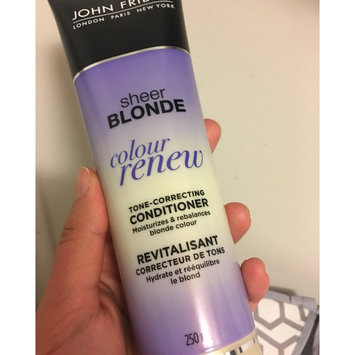 JOHN FRIE
LONDON PARIS NEW YORK
sheer
BLONDE
colour
renew
TONE-CORRECTING
CONDITIONER
Moisturizes & rebalances
blonde colour
REVITALISANT
CORRECTEUR DE TONS
Hydrate et rééquilibre
le blond
250